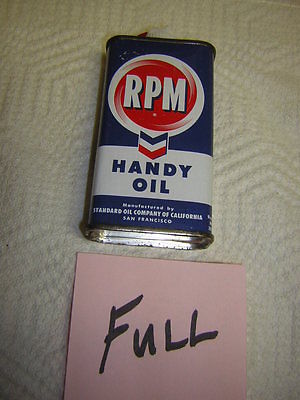 RPM
HANDY
OIL
Manufactured by
STANDARD OIL COMPANY OF CALIFORNIA
SAN FRANCISCO
FULL